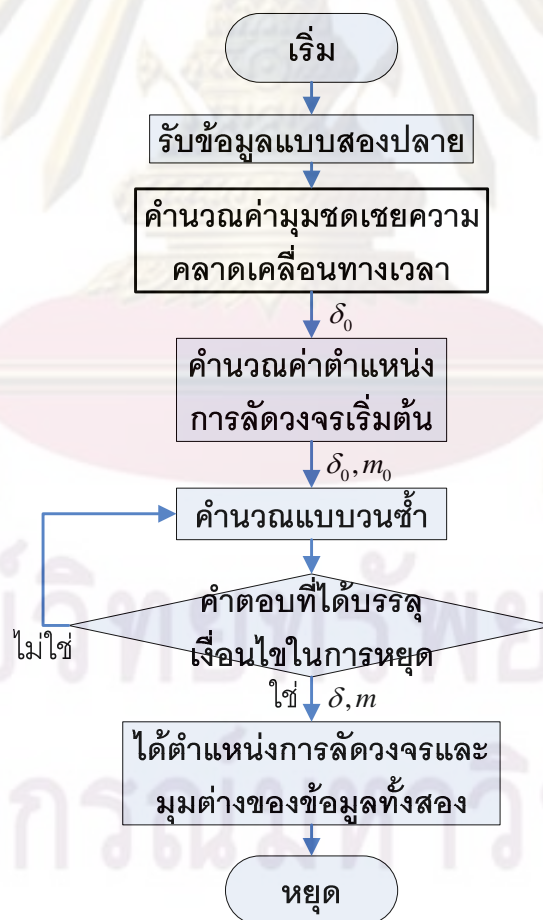 เริ่ม
รับข้อมูลแบบสองปลาย
คำนวณค่ามุมชดเชยความ
คลาดเคลื่อนทางเวลา
δ₀
คำนวณค่าตำแหน่ง
การลัดวงจรเริ่มต้น
δ₀, m₀
คำนวณแบบวนซ้ำ
คำตอบที่ได้บรรลุ
เงื่อนไขในการหยุด
ไม่ใช่
ใช่ δ, m
ได้ตำแหน่งการลัดวงจรและ
มุมต่างของข้อมูลทั้งสอง
หยุด